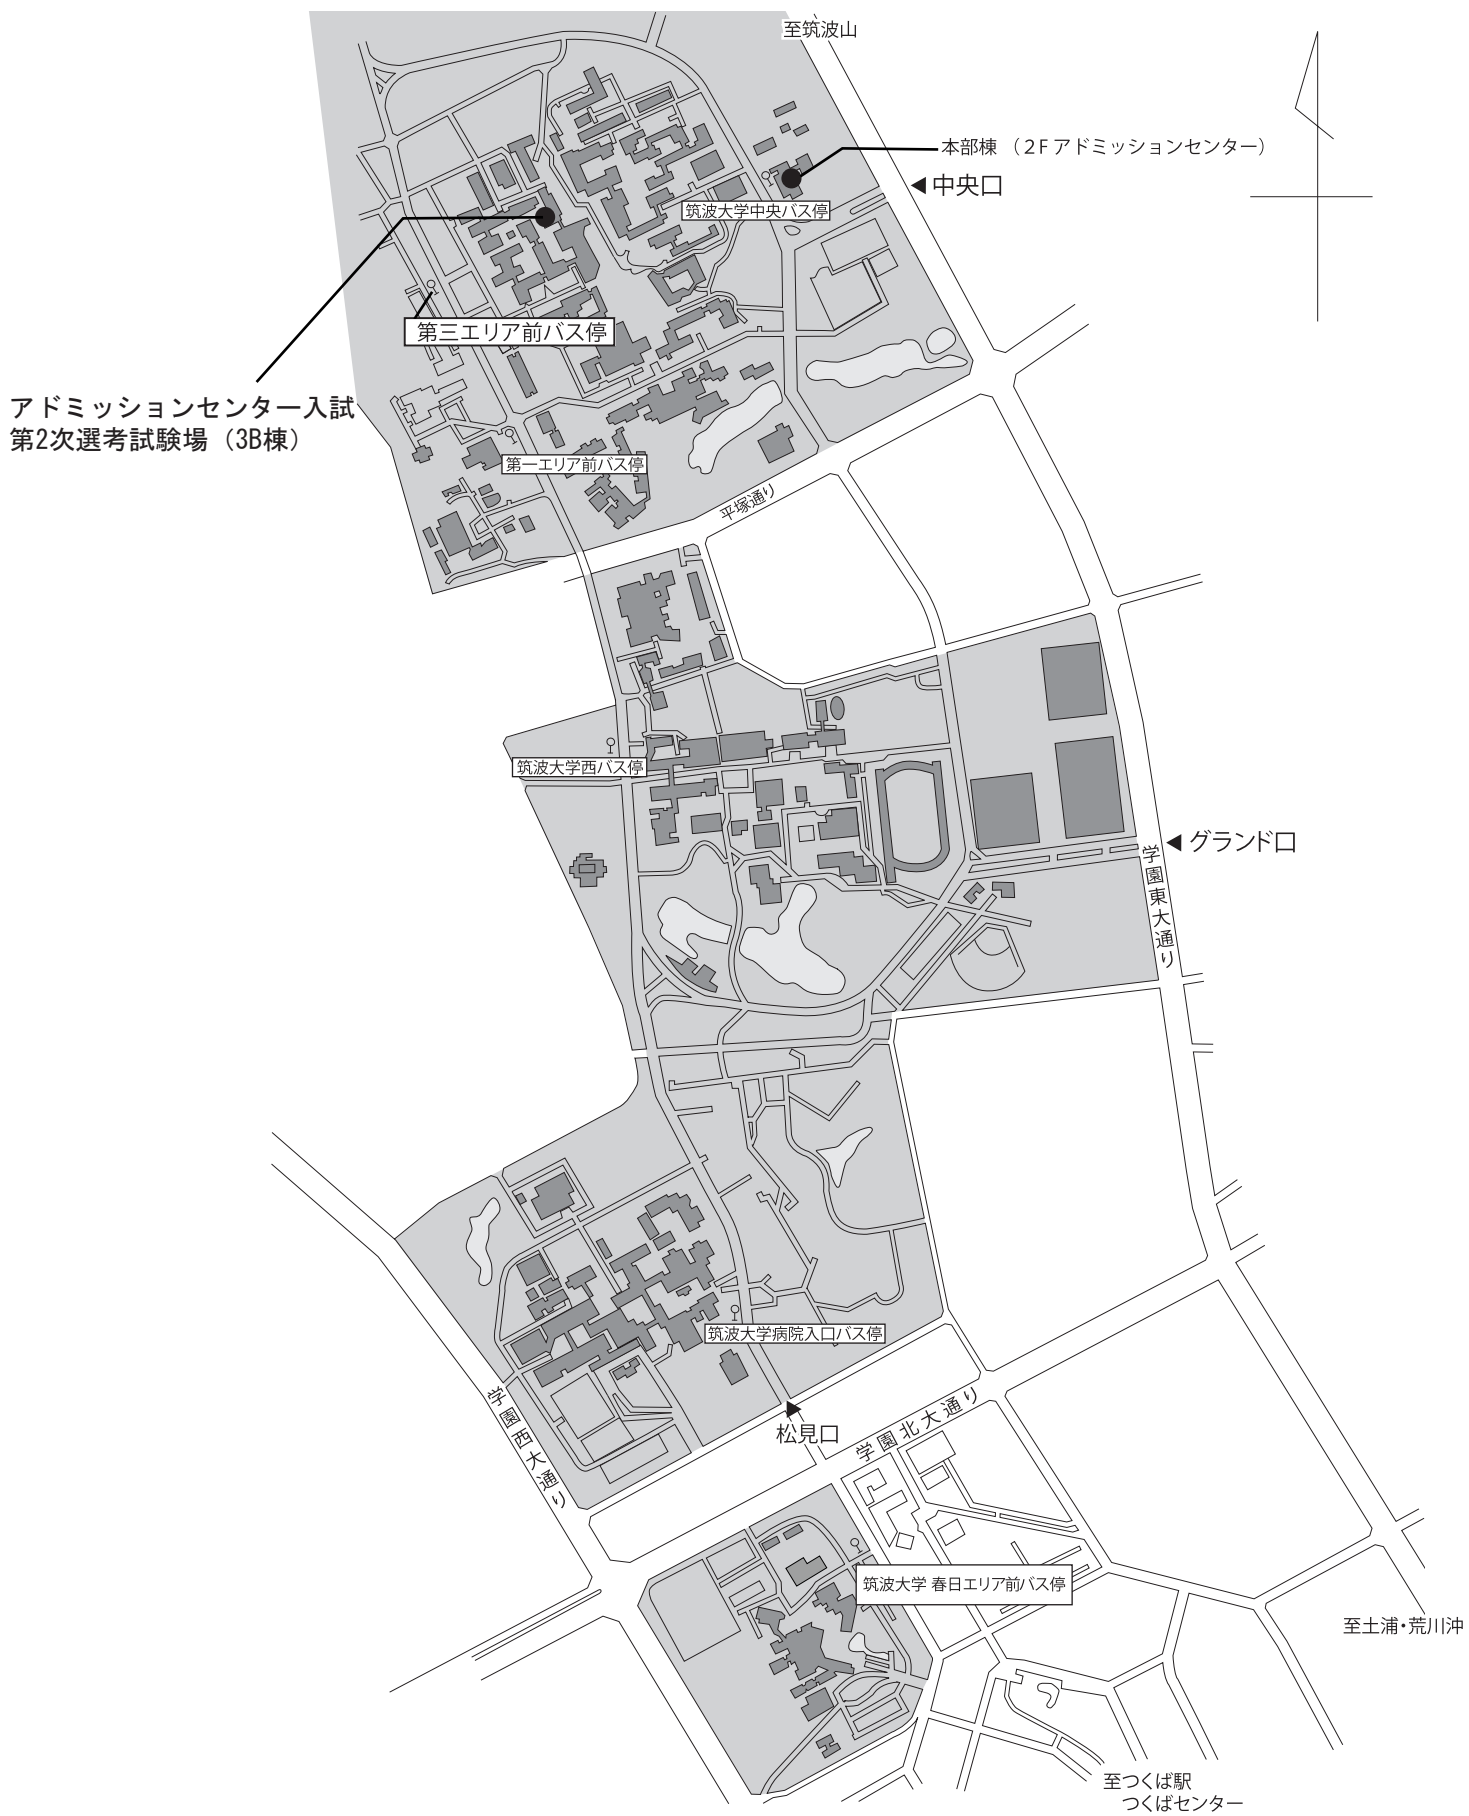 至筑波山
本部棟（2Fアドミッションセンター）
中央口
筑波大学中央バス停
第三エリア前バス停
アドミッションセンター入試
第2次選考試験場（3B棟）
第一エリア前バス停
平塚通り
筑波大学西バス停
グランド口
学園東大通り
筑波大学病院入口バス停
学園西大通り
松見口
学園北大通り
筑波大学 春日エリア前バス停
至土浦・荒川沖
至つくば駅
つくばセンター